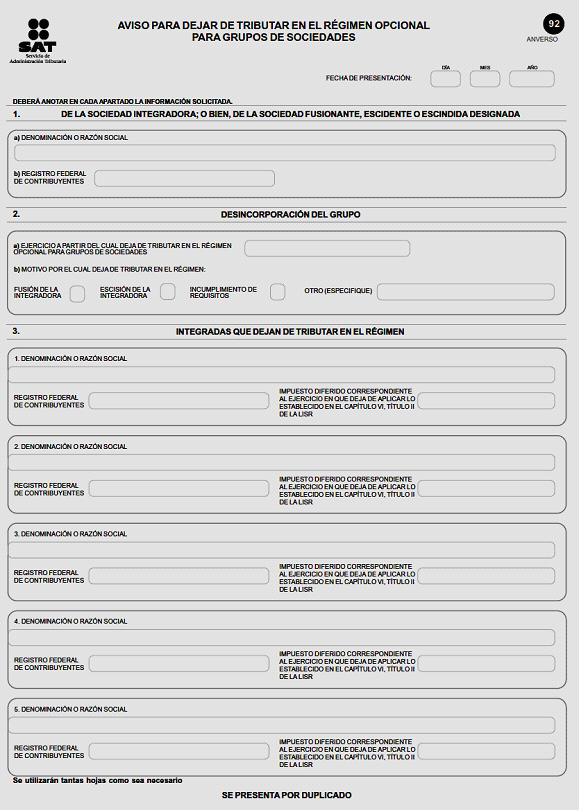 AVISO PARA DEJAR DE TRIBUTAR EN EL RÉGIMEN OPCIONAL
PARA GRUPOS DE SOCIEDADES
92
ANVERSO
SAT
Servicio de
Administración Tributaria
FECHA DE PRESENTACIÓN:
DÍA MES AÑO
DEBERÁ ANOTAR EN CADA APARTADO LA INFORMACIÓN SOLICITADA.
1. DE LA SOCIEDAD INTEGRADORA; O BIEN, DE LA SOCIEDAD FUSIONANTE, ESCIDENTE O ESCINDIDA DESIGNADA
a) DENOMINACIÓN O RAZÓN SOCIAL
b) REGISTRO FEDERAL
DE CONTRIBUYENTES
2. DESINCORPORACIÓN DEL GRUPO
a) EJERCICIO A PARTIR DEL CUAL DEJA DE TRIBUTAR EN EL RÉGIMEN
OPCIONAL PARA GRUPOS DE SOCIEDADES
b) MOTIVO POR EL CUAL DEJA DE TRIBUTAR EN EL RÉGIMEN:
FUSIÓN DE LA
INTEGRADORA
ESCISIÓN DE LA
INTEGRADORA
INCUMPLIMIENTO DE
REQUISITOS
OTRO (ESPECIFIQUE)
3. INTEGRADAS QUE DEJAN DE TRIBUTAR EN EL RÉGIMEN
1. DENOMINACIÓN O RAZÓN SOCIAL
REGISTRO FEDERAL
DE CONTRIBUYENTES
IMPUESTO DIFERIDO CORRESPONDIENTE
AL EJERCICIO EN QUE DEJA DE APLICAR LO
ESTABLECIDO EN EL CAPÍTULO VI, TÍTULO II
DE LA LISR
2. DENOMINACIÓN O RAZÓN SOCIAL
REGISTRO FEDERAL
DE CONTRIBUYENTES
IMPUESTO DIFERIDO CORRESPONDIENTE
AL EJERCICIO EN QUE DEJA DE APLICAR LO
ESTABLECIDO EN EL CAPÍTULO VI, TÍTULO II
DE LA LISR
3. DENOMINACIÓN O RAZÓN SOCIAL
REGISTRO FEDERAL
DE CONTRIBUYENTES
IMPUESTO DIFERIDO CORRESPONDIENTE
AL EJERCICIO EN QUE DEJA DE APLICAR LO
ESTABLECIDO EN EL CAPÍTULO VI, TÍTULO II
DE LA LISR
4. DENOMINACIÓN O RAZÓN SOCIAL
REGISTRO FEDERAL
DE CONTRIBUYENTES
IMPUESTO DIFERIDO CORRESPONDIENTE
AL EJERCICIO EN QUE DEJA DE APLICAR LO
ESTABLECIDO EN EL CAPÍTULO VI, TÍTULO II
DE LA LISR
5. DENOMINACIÓN O RAZÓN SOCIAL
REGISTRO FEDERAL
DE CONTRIBUYENTES
IMPUESTO DIFERIDO CORRESPONDIENTE
AL EJERCICIO EN QUE DEJA DE APLICAR LO
ESTABLECIDO EN EL CAPÍTULO VI, TÍTULO II
DE LA LISR
Se utilizarán tantas hojas como sea necesario
SE PRESENTA POR DUPLICADO